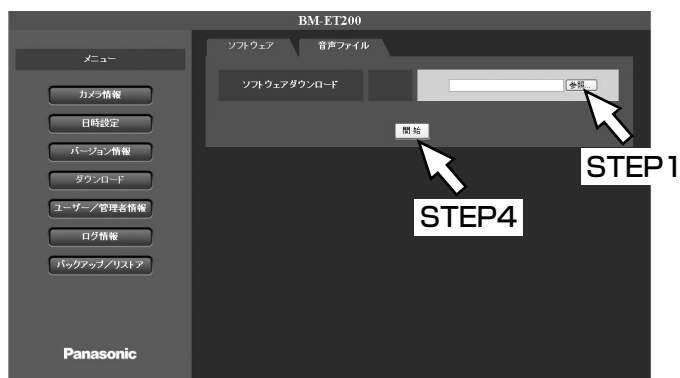 BM-ET200
メニュー
カメラ情報
日時設定
バージョン情報
ダウンロード
ユーザー／管理者情報
ログ情報
バックアップ／リストア
Panasonic
ソフトウェア
音声ファイル
ソフトウェアダウンロード
参照...
開始
STEP1
STEP4